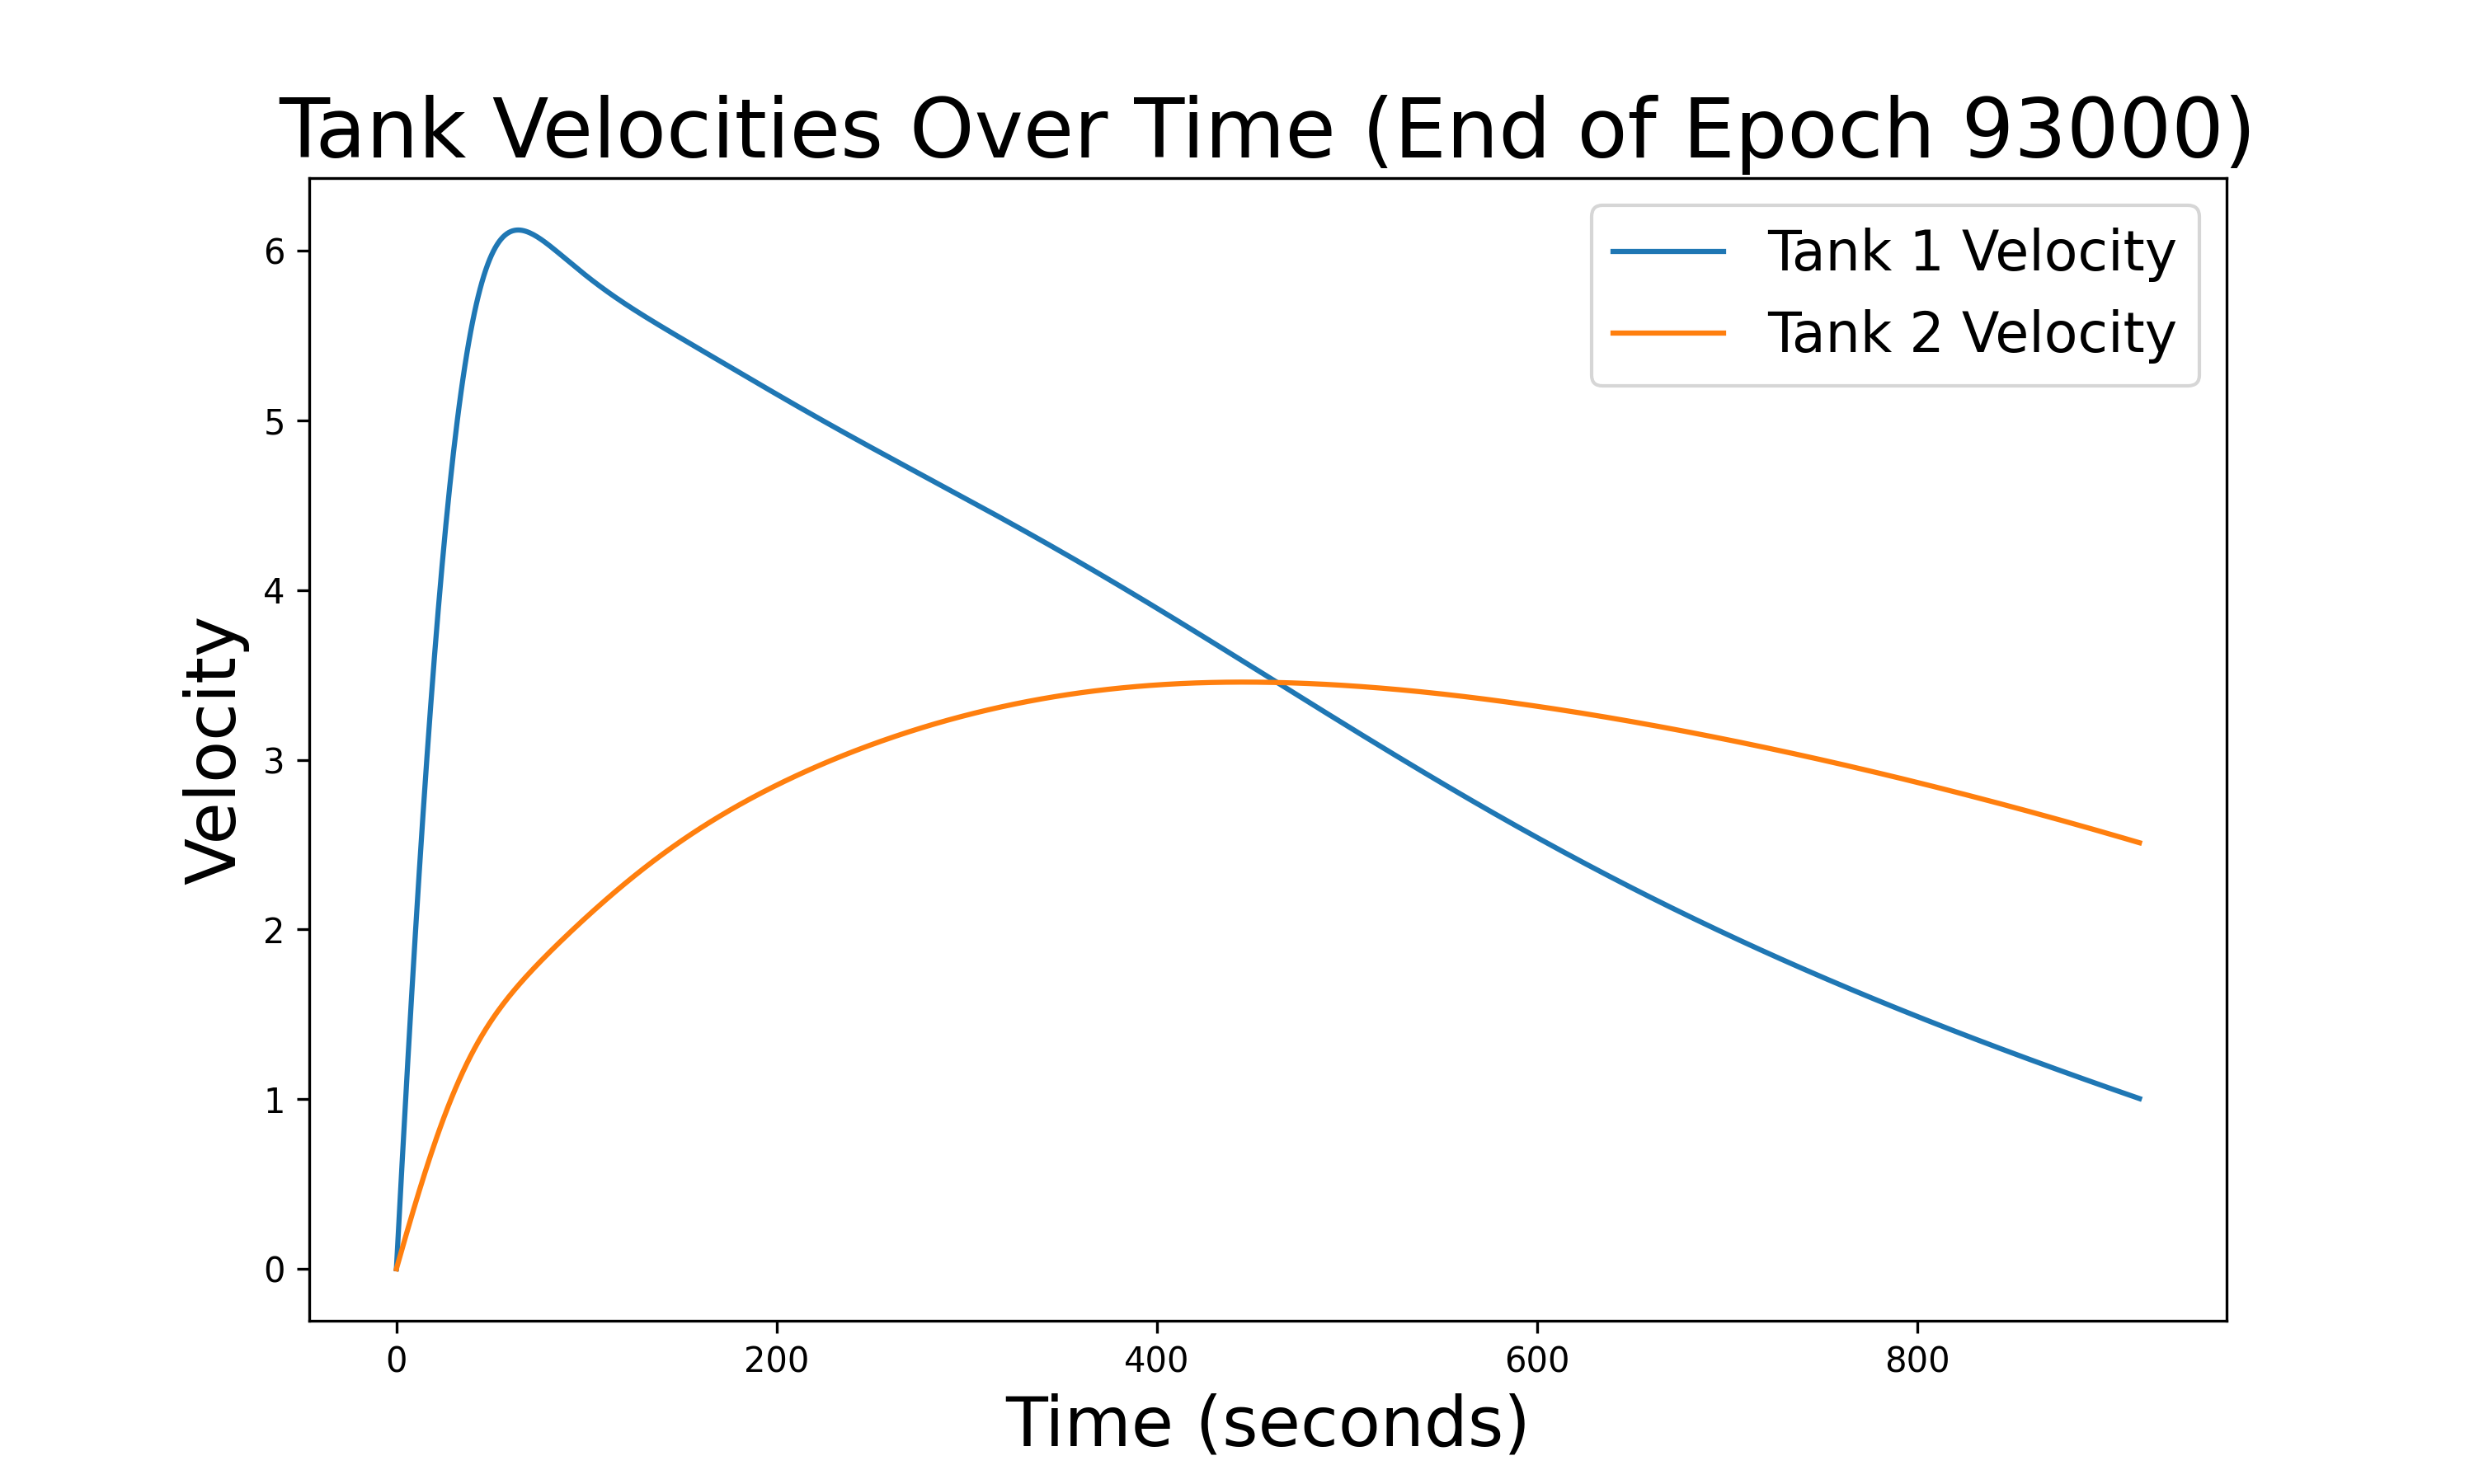 Tank Velocities Over Time (End of Epoch 93000)
Tank 1 Velocity
Tank 2 Velocity
Velocity
6
5
4
3
2
1
0
0 200 400 600 800
Time (seconds)